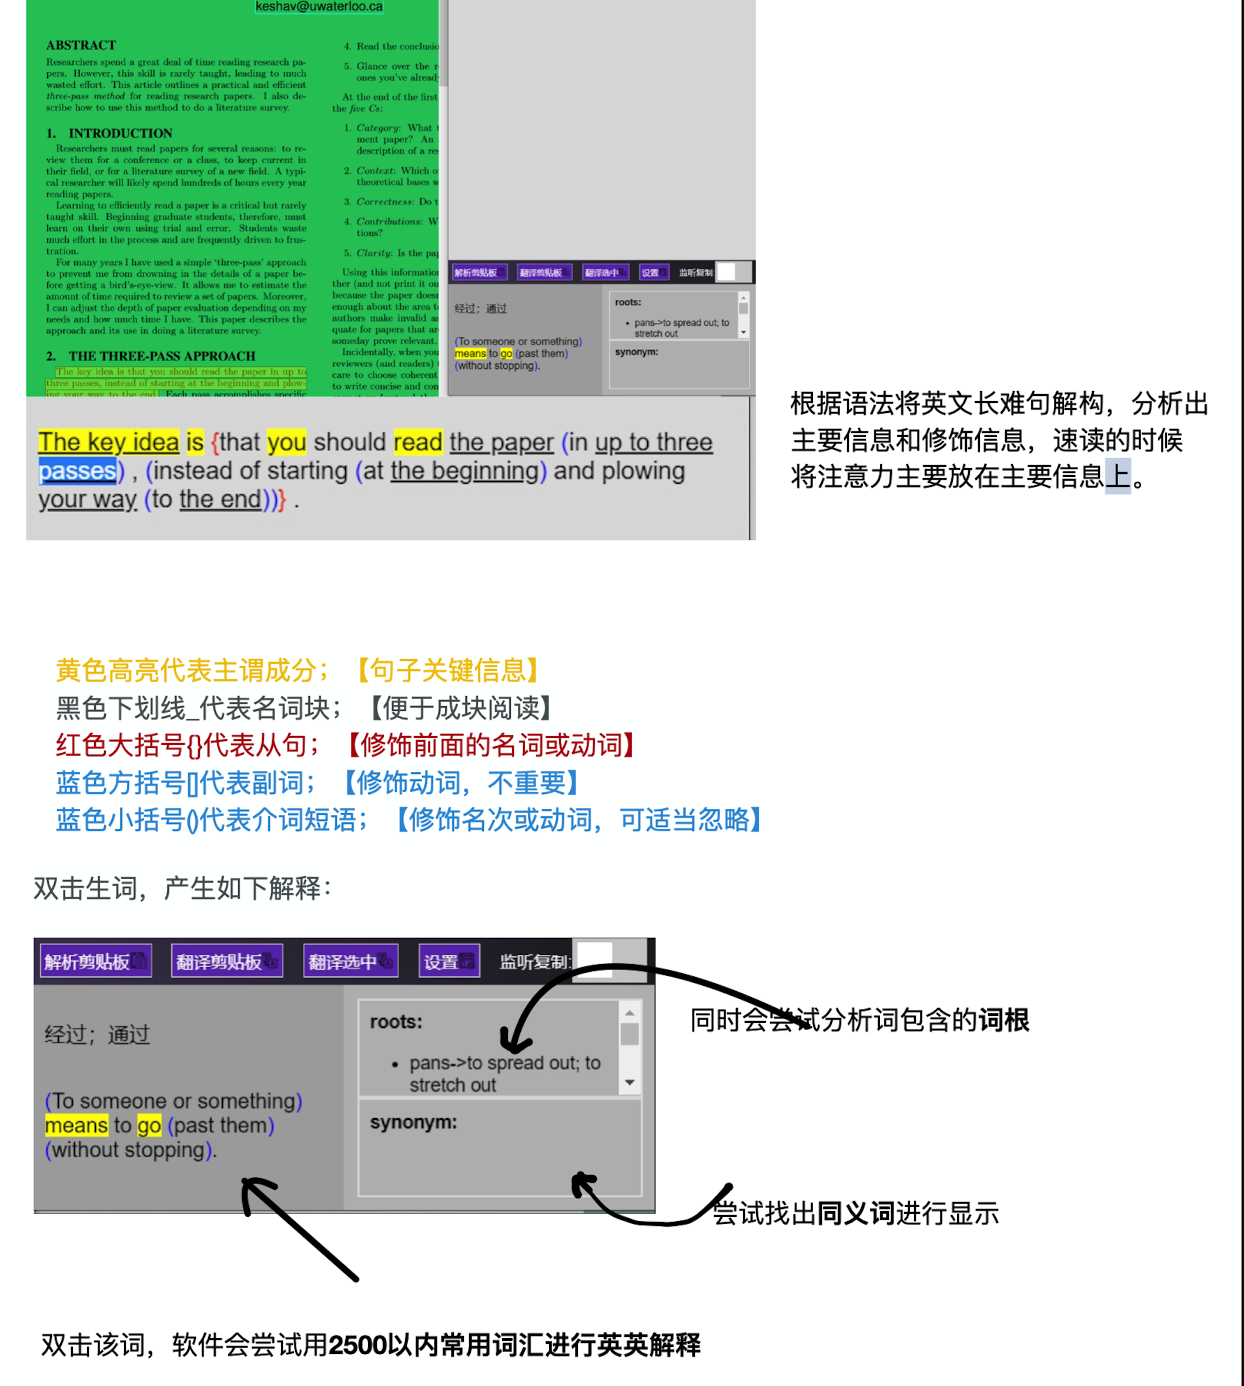 keshav@uwaterloo.ca
ABSTRACT
Researchers spend a great deal of time reading research pa-
pers. However, this skill is rarely taught, leading to much
wasted effort. This article outlines a practical and efficient
three-pass method for reading research papers. I also de-
scribe how to use this method to do a literature survey.
1. INTRODUCTION
Researchers must read papers for several reasons: to re-
view them for a conference or a class, to keep current in
their field, or for a literature survey of a new field. A typi-
cal researcher will likely spend hundreds of hours every year
reading papers.
Learning to efficiently read a paper is a critical but rarely
taught skill. Beginning graduate students, therefore, must
learn on their own using trial and error. Students waste
much effort in the process and are frequently driven to frus-
tration.
For many years I have used a simple 'three-pass' approach
to prevent me from drowning in the details of a paper be-
fore getting a bird's-eye-view. It allows me to estimate the
amount of time required to review a set of papers. Moreover,
I can adjust the depth of paper evaluation depending on my
needs and how much time I have. This paper describes the
approach and its use in doing a literature survey.
2. THE THREE-PASS APPROACH
The key idea is that you should read the paper in up to
three passes, instead of starting at the beginning and plow-
ing your way to the end. Each pass accomplishes specific
4. Read the conclusio
5. Glance over the r
ones you've already
At the end of the first
the five Cs:
1. Category: What t
ment paper? An
description of a res
2. Context: Which o
theoretical bases w
3. Correctness: Do t
4. Contributions: W
tions?
5. Clarity: Is the pap
Using this information
ther (and not print it ou
because the paper does
enough about the area t
authors make invalid as
quate for papers that ar
someday prove relevant.
Incidentally, when you
reviewers (and readers)
care to choose coherent
to write concise and con
解析剪贴板 翻译剪贴板 翻译选中 设置 监听复制:
经过；通过
(To someone or something)
means to go (past them)
(without stopping).
roots:
• pans->to spread out; to
stretch out
synonym:
The key idea is {that you should read the paper (in up to three
passes) , (instead of starting (at the beginning) and plowing
your way (to the end))} .
根据语法将英文长难句解构，分析出
主要信息和修饰信息，速读的时候
将注意力主要放在主要信息上。
黄色高亮代表主谓成分；【句子关键信息】
黑色下划线_代表名词块；【便于成块阅读】
红色大括号{}代表从句；【修饰前面的名词或动词】
蓝色方括号[]代表副词；【修饰动词，不重要】
蓝色小括号()代表介词短语；【修饰名次或动词，可适当忽略】
双击生词，产生如下解释：
解析剪贴板 翻译剪贴板 翻译选中 设置 监听复制:
经过；通过
(To someone or something)
means to go (past them)
(without stopping).
roots:
• pans->to spread out; to
stretch out
synonym:
同时会尝试分析词包含的词根
尝试找出同义词进行显示
双击该词，软件会尝试用2500以内常用词汇进行英英解释